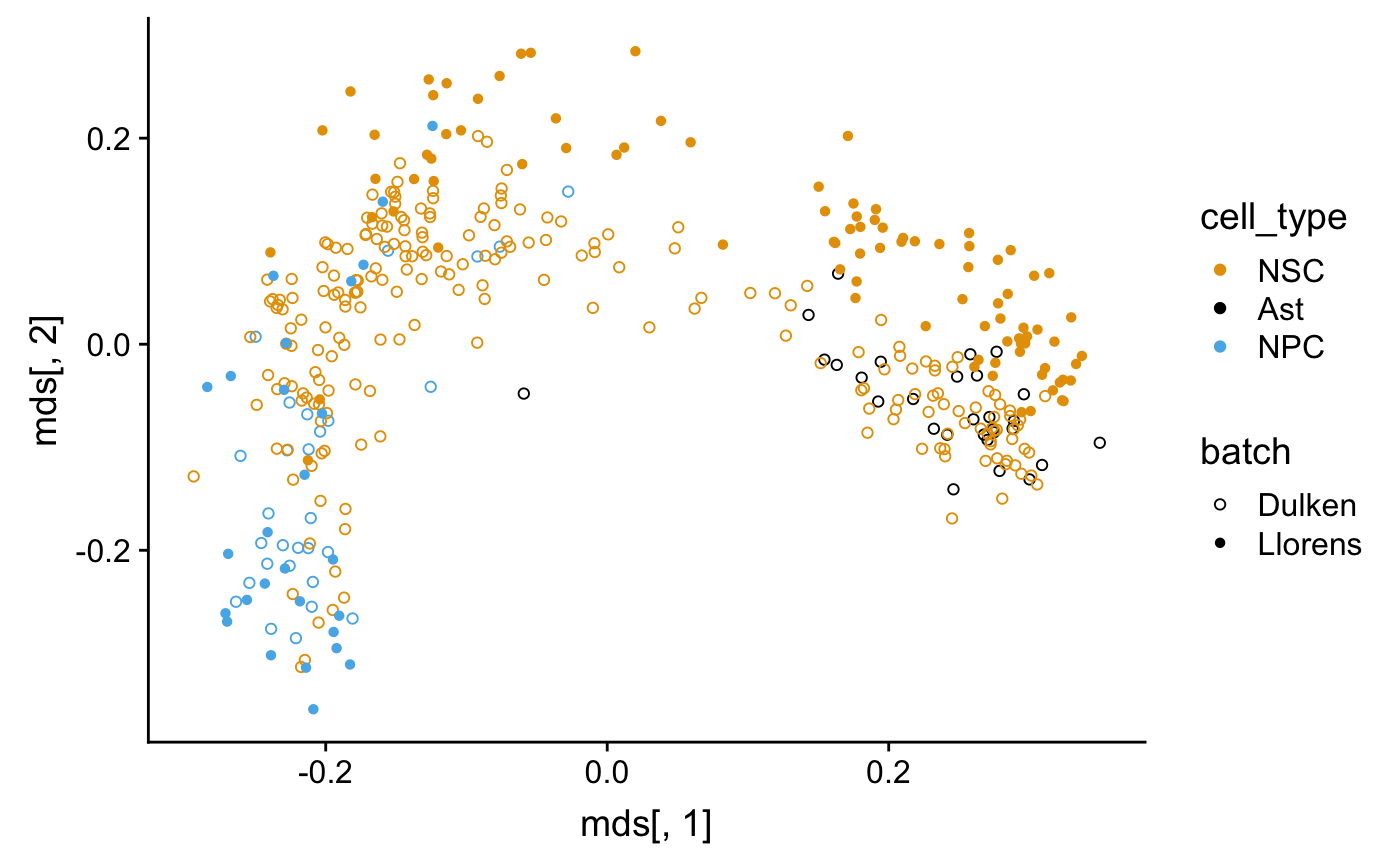 0.2
0.0
-0.2
mds[, 2]
-0.2
0.0
0.2
mds[, 1]
cell_type
NSC
Ast
NPC
batch
Dulken
Llorens